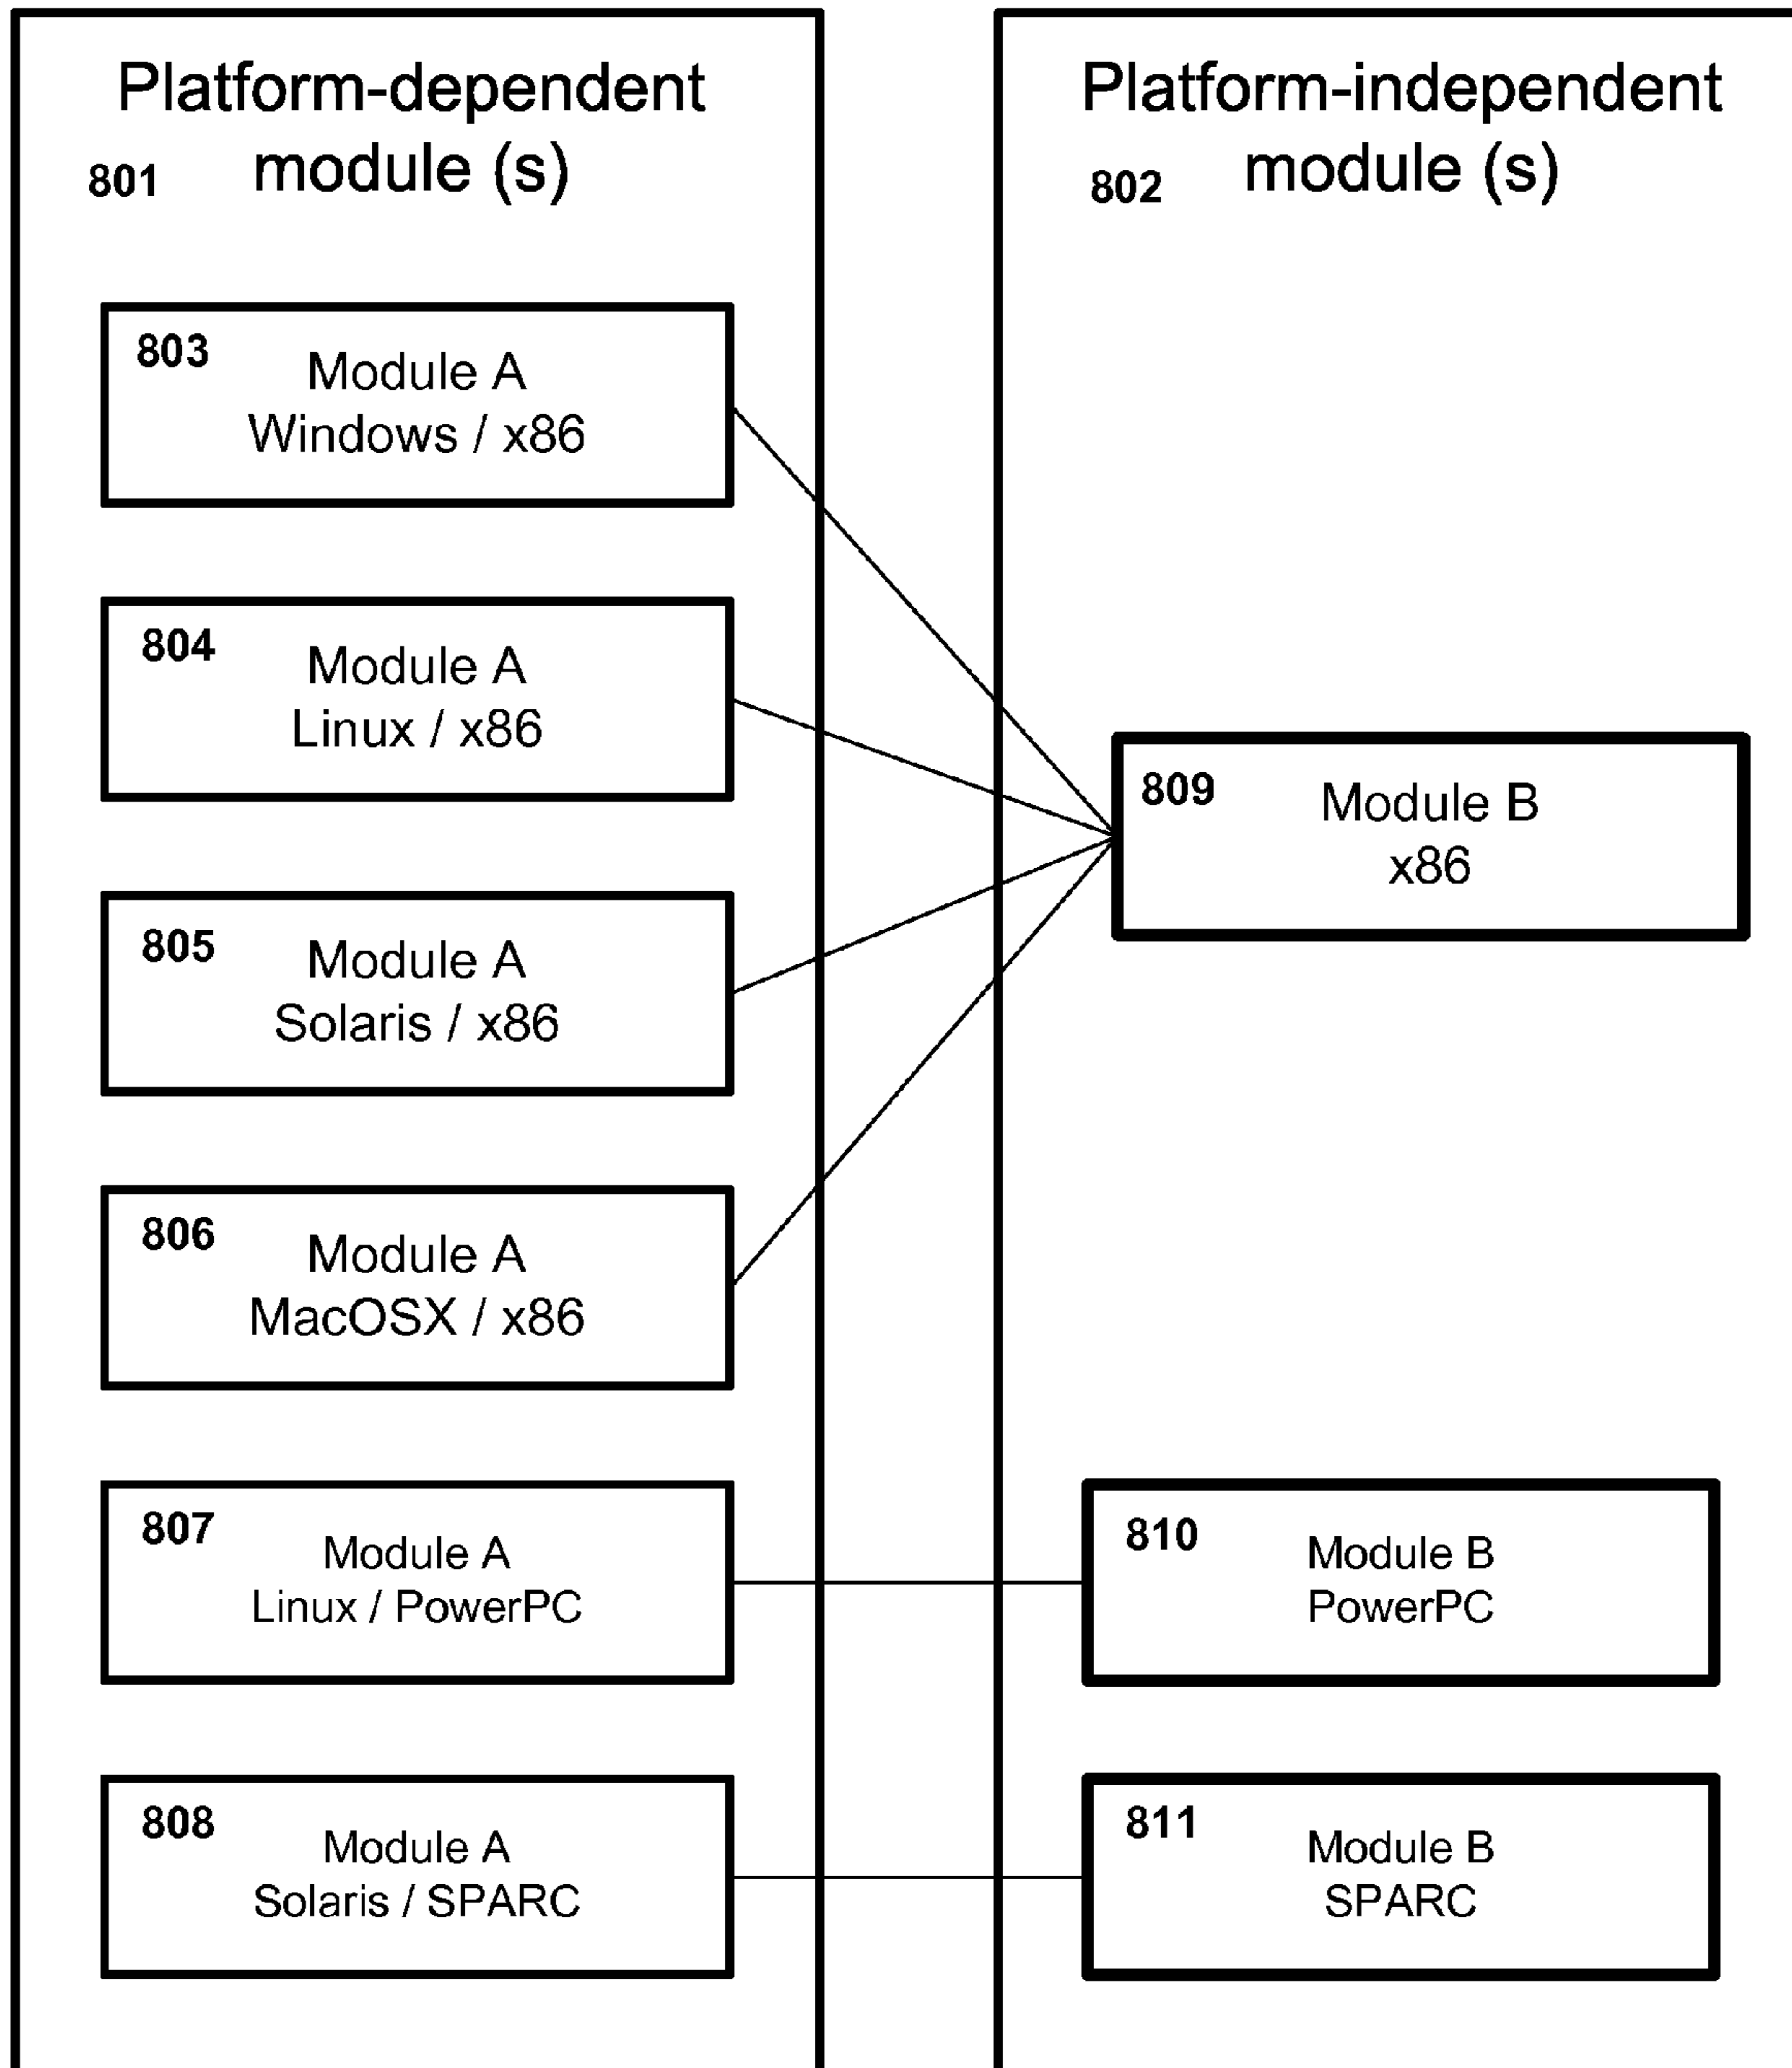 Platform-dependent
801 module (s)
803
Module A
Windows / x86
804
Module A
Linux / x86
805
Module A
Solaris / x86
806
Module A
MacOSX / x86
807
Module A
Linux / PowerPC
808
Module A
Solaris / SPARC
Platform-independent
802 module (s)
809
Module B
x86
810
Module B
PowerPC
811
Module B
SPARC